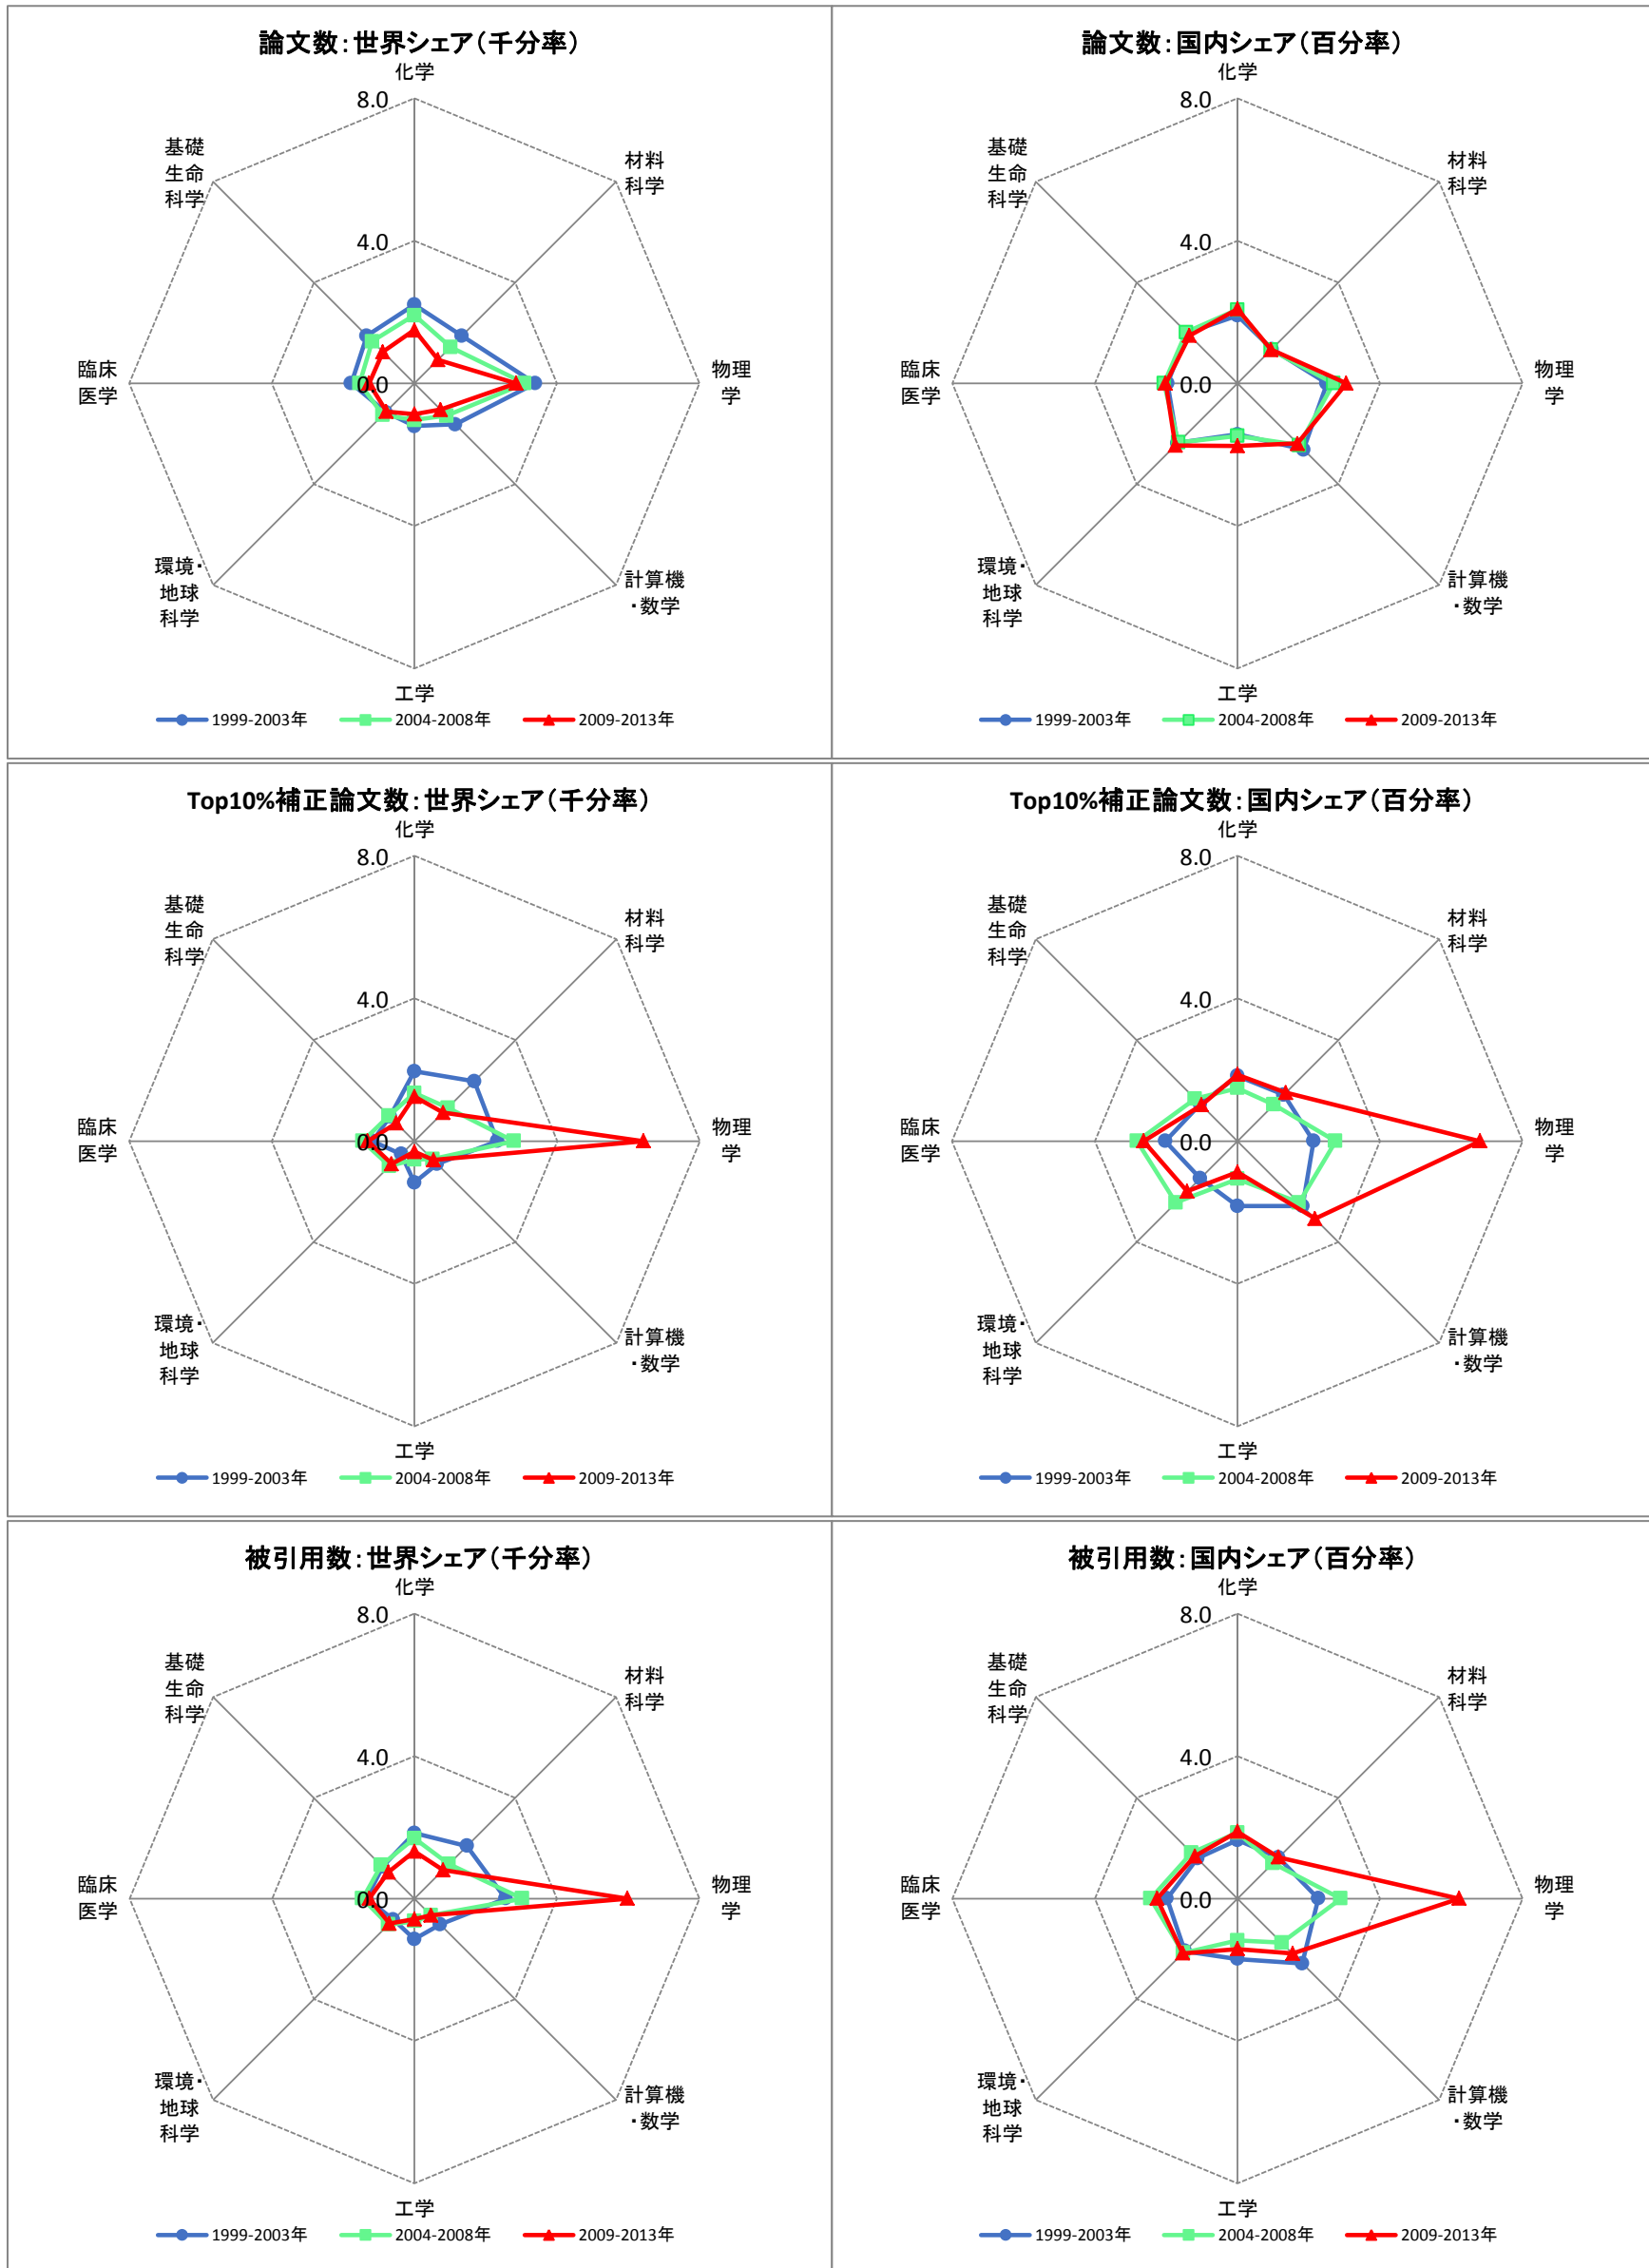 論文数：世界シェア（千分率）
化学
8.0
基礎
生命
科学
材料
科学
4.0
臨床
医学
0.0
物理
学
環境・
地球
科学
計算機
・数学
工学
1999-2003年
2004-2008年
2009-2013年
論文数：国内シェア（百分率）
化学
8.0
基礎
生命
科学
材料
科学
4.0
臨床
医学
0.0
物理
学
環境・
地球
科学
計算機
・数学
工学
1999-2003年
2004-2008年
2009-2013年
Top10%補正論文数：世界シェア（千分率）
化学
8.0
基礎
生命
科学
材料
科学
4.0
臨床
医学
0.0
物理
学
環境・
地球
科学
計算機
・数学
工学
1999-2003年
2004-2008年
2009-2013年
Top10%補正論文数：国内シェア（百分率）
化学
8.0
基礎
生命
科学
材料
科学
4.0
臨床
医学
0.0
物理
学
環境・
地球
科学
計算機
・数学
工学
1999-2003年
2004-2008年
2009-2013年
被引用数：世界シェア（千分率）
化学
8.0
基礎
生命
科学
材料
科学
4.0
臨床
医学
0.0
物理
学
環境・
地球
科学
計算機
・数学
工学
1999-2003年
2004-2008年
2009-2013年
被引用数：国内シェア（百分率）
化学
8.0
基礎
生命
科学
材料
科学
4.0
臨床
医学
0.0
物理
学
環境・
地球
科学
計算機
・数学
工学
1999-2003年
2004-2008年
2009-2013年